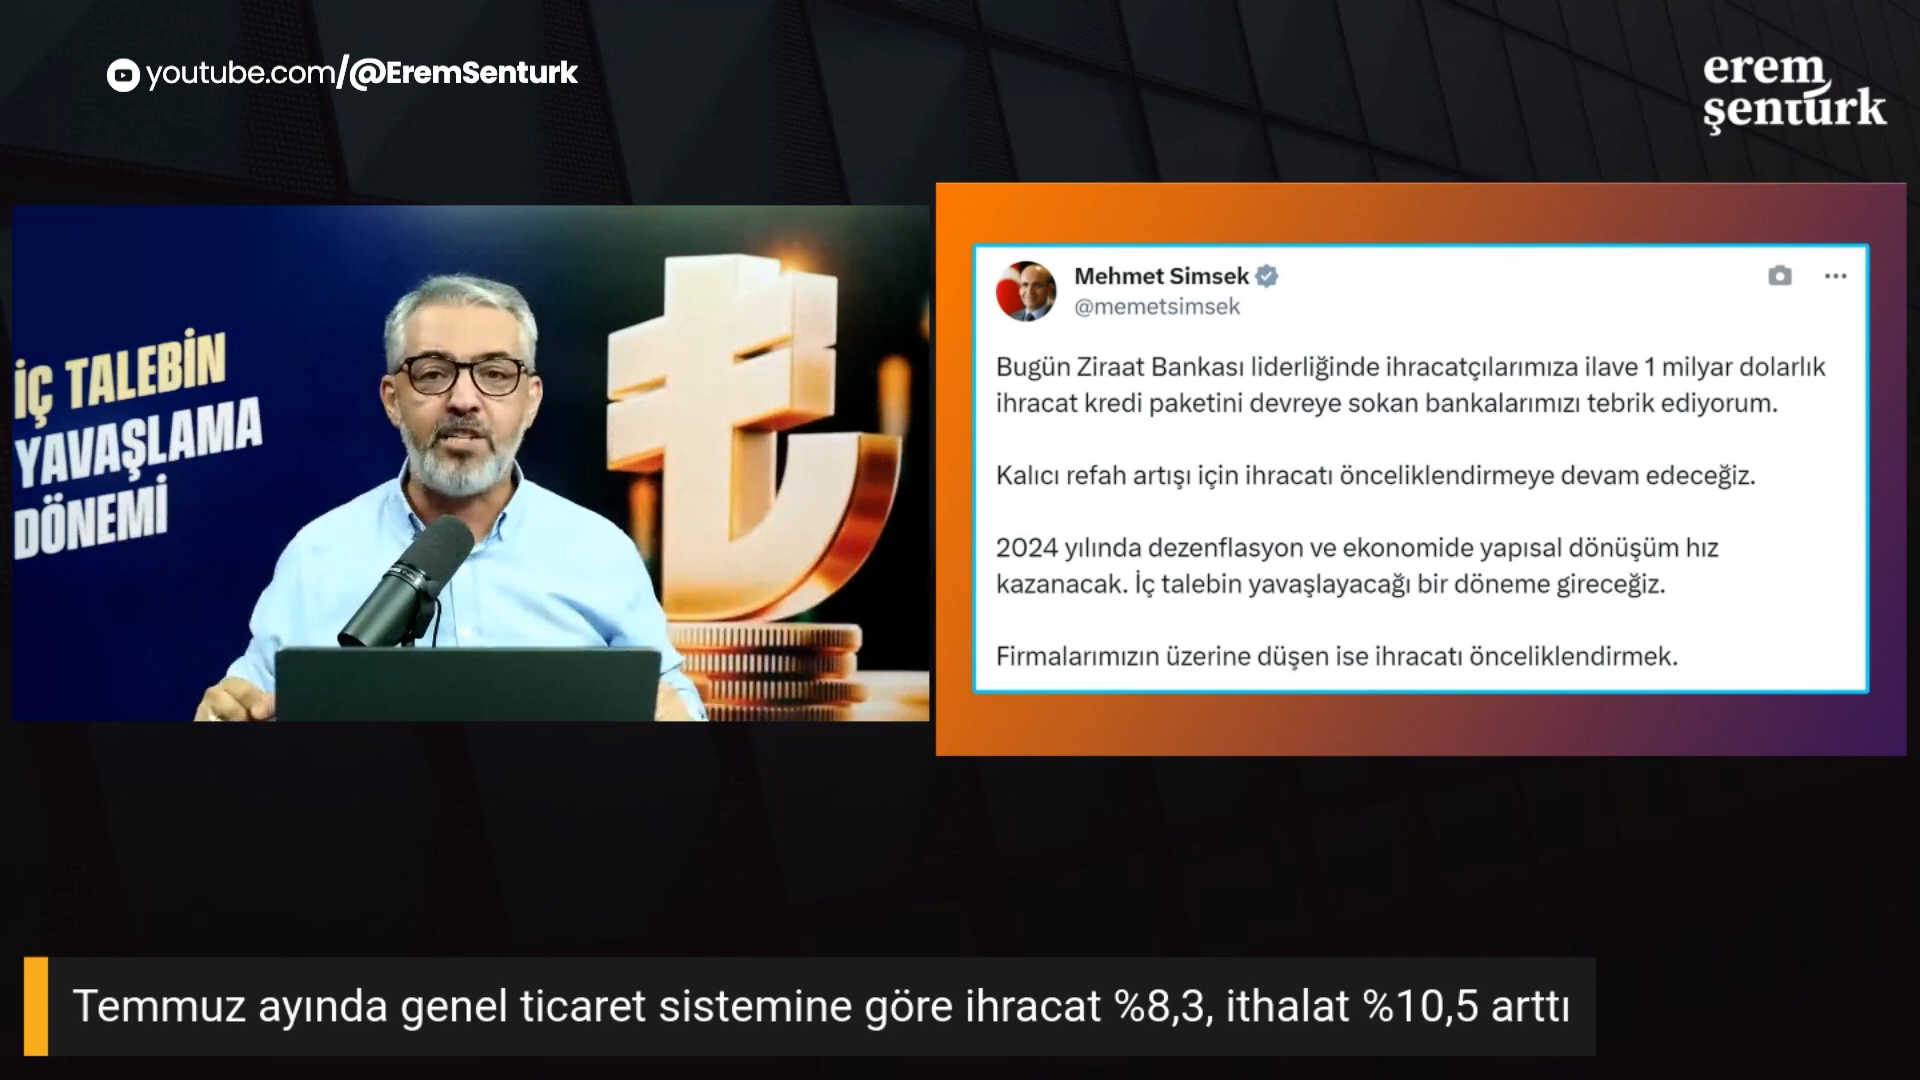 youtube.com/@EremSenturk
erem
şentürk
İÇ TALEBİN
YAVAŞLAMA
DÖNEMİ
Mehmet Simsek
@memetsimsek
Bugün Ziraat Bankası liderliğinde ihracatçılarımıza ilave 1 milyar dolarlık
ihracat kredi paketini devreye sokan bankalarımızı tebrik ediyorum.
Kalıcı refah artışı için ihracatı önceliklendirmeye devam edeceğiz.
2024 yılında dezenflasyon ve ekonomide yapısal dönüşüm hız
kazanacak. İç talebin yavaşlayacağı bir döneme gireceğiz.
Firmalarımızın üzerine düşen ise ihracatı önceliklendirmek.
Temmuz ayında genel ticaret sistemine göre ihracat %8,3, ithalat %10,5 arttı